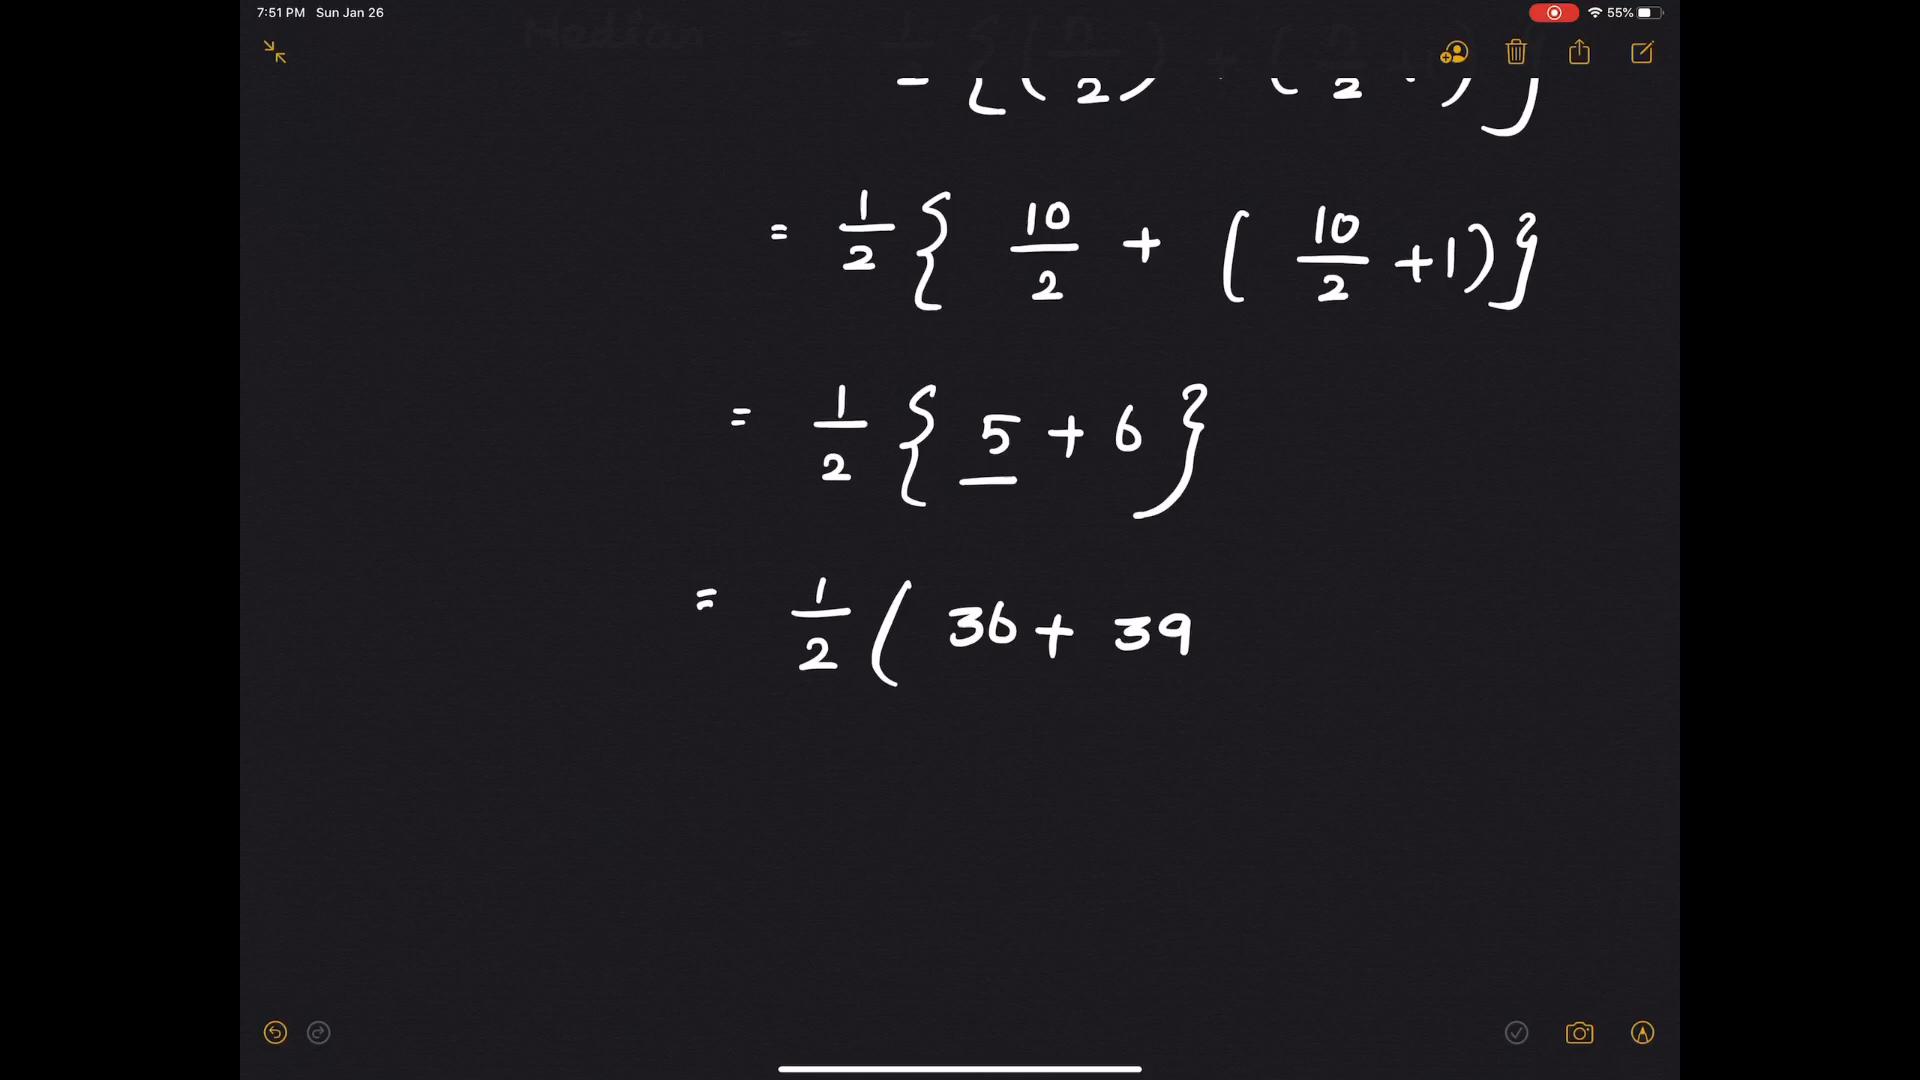 7:51 PM Sun Jan 26 55%
Median =
= 1/2 { 10/2 + ( 10/2 + 1 ) }
= 1/2 { 5 + 6 }
= 1/2 ( 36 + 39